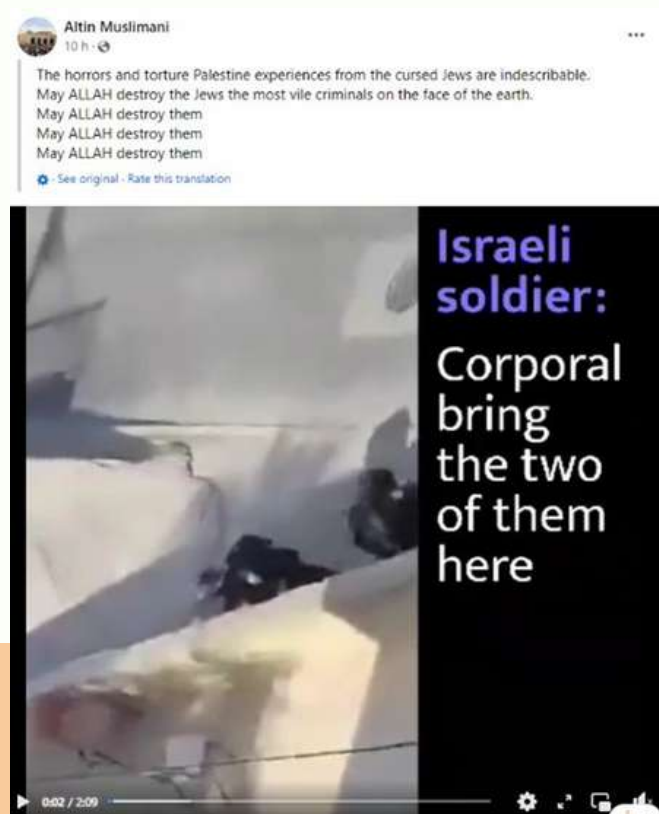 Altin Muslimani
10 h ·
The horrors and torture Palestine experiences from the cursed Jews are indescribable.
May ALLAH destroy the Jews the most vile criminals on the face of the earth.
May ALLAH destroy them
May ALLAH destroy them
May ALLAH destroy them
· See original · Rate this translation
Israeli
soldier:
Corporal
bring
the two
of them
here
0:02 / 2:09